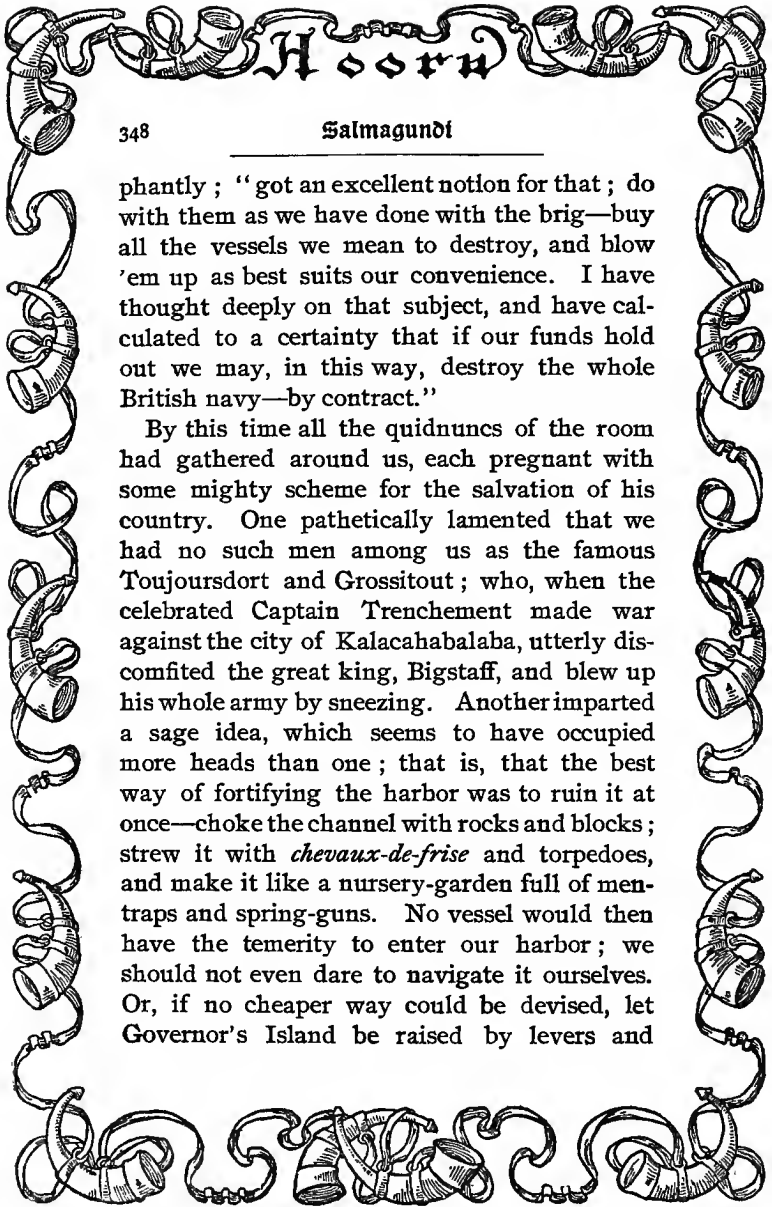 Hoorn
348 Salmagundi
phantly ; “ got an excellent notion for that ; do
with them as we have done with the brig—buy
all the vessels we mean to destroy, and blow
’em up as best suits our convenience. I have
thought deeply on that subject, and have cal-
culated to a certainty that if our funds hold
out we may, in this way, destroy the whole
British navy—by contract.”
By this time all the quidnuncs of the room
had gathered around us, each pregnant with
some mighty scheme for the salvation of his
country. One pathetically lamented that we
had no such men among us as the famous
Toujoursdort and Grossitout ; who, when the
celebrated Captain Trenchement made war
against the city of Kalacahabalaba, utterly dis-
comfited the great king, Bigstaff, and blew up
his whole army by sneezing. Another imparted
a sage idea, which seems to have occupied
more heads than one ; that is, that the best
way of fortifying the harbor was to ruin it at
once—choke the channel with rocks and blocks ;
strew it with chevaux-de-frise and torpedoes,
and make it like a nursery-garden full of men-
traps and spring-guns. No vessel would then
have the temerity to enter our harbor ; we
should not even dare to navigate it ourselves.
Or, if no cheaper way could be devised, let
Governor’s Island be raised by levers and